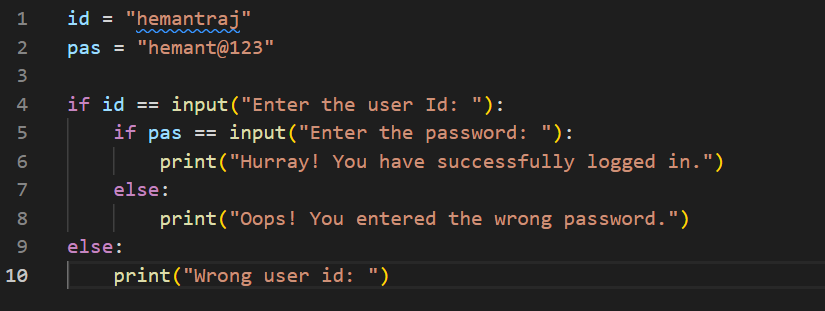 1 id = "hemantraj"
2 pas = "hemant@123"
3
4 if id == input("Enter the user Id: "):
5     if pas == input("Enter the password: "):
6         print("Hurray! You have successfully logged in.")
7     else:
8         print("Oops! You entered the wrong password.")
9 else:
10     print("Wrong user id: ")